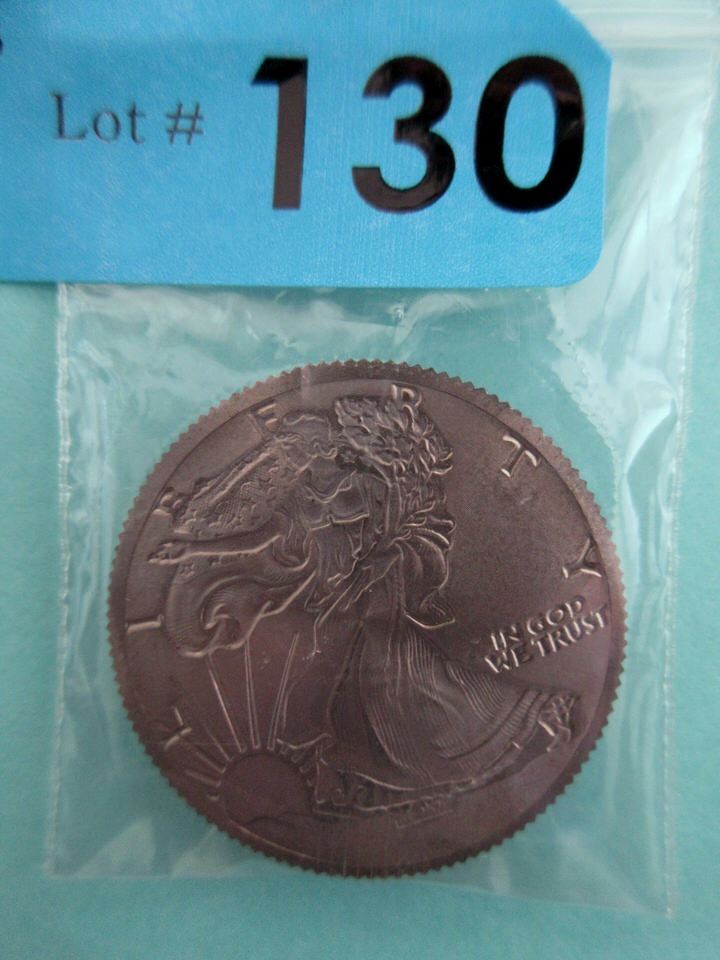 Lot # 130
LIBERTY
IN GOD
WE TRUST